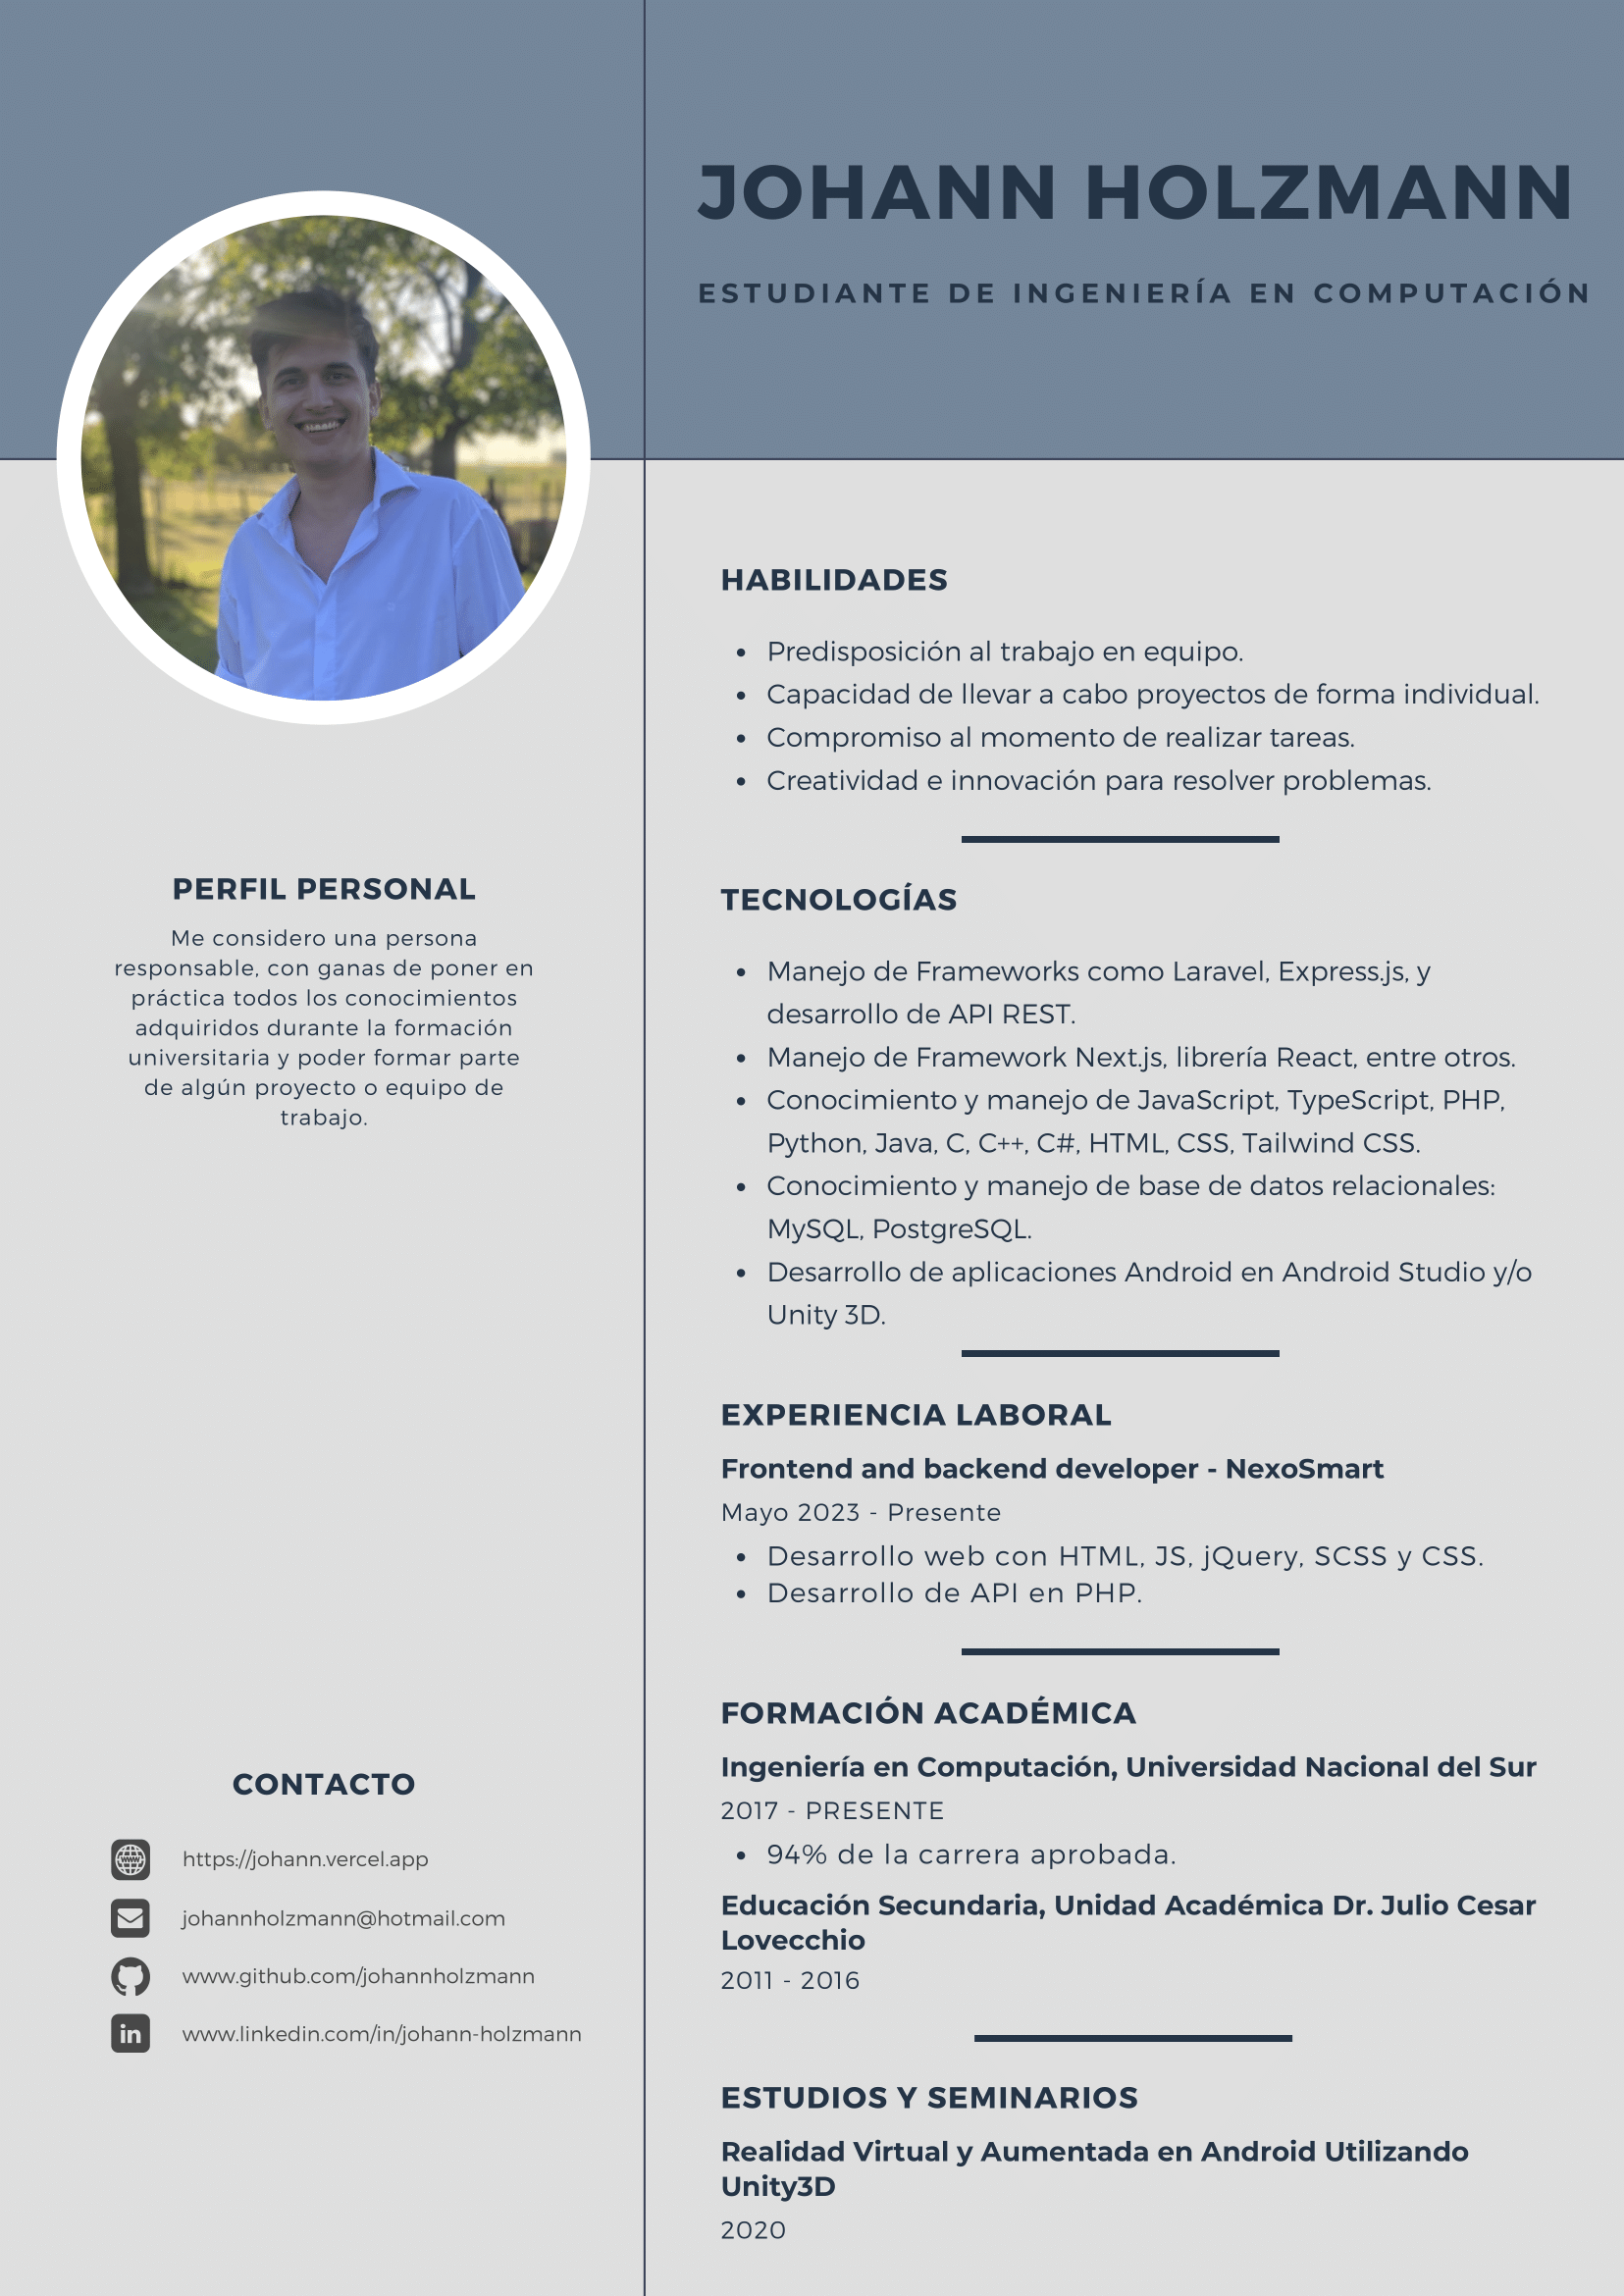 JOHANN HOLZMANN
ESTUDIANTE DE INGENIERÍA EN COMPUTACIÓN
PERFIL PERSONAL
Me considero una persona
responsable, con ganas de poner en
práctica todos los conocimientos
adquiridos durante la formación
universitaria y poder formar parte
de algún proyecto o equipo de
trabajo.
CONTACTO
https://johann.vercel.app
johannholzmann@hotmail.com
www.github.com/johannholzmann
www.linkedin.com/in/johann-holzmann
HABILIDADES
• Predisposición al trabajo en equipo.
• Capacidad de llevar a cabo proyectos de forma individual.
• Compromiso al momento de realizar tareas.
• Creatividad e innovación para resolver problemas.
TECNOLOGÍAS
• Manejo de Frameworks como Laravel, Express.js, y
desarrollo de API REST.
• Manejo de Framework Next.js, librería React, entre otros.
• Conocimiento y manejo de JavaScript, TypeScript, PHP,
Python, Java, C, C++, C#, HTML, CSS, Tailwind CSS.
• Conocimiento y manejo de base de datos relacionales:
MySQL, PostgreSQL.
• Desarrollo de aplicaciones Android en Android Studio y/o
Unity 3D.
EXPERIENCIA LABORAL
Frontend and backend developer - NexoSmart
Mayo 2023 - Presente
• Desarrollo web con HTML, JS, jQuery, SCSS y CSS.
• Desarrollo de API en PHP.
FORMACIÓN ACADÉMICA
Ingeniería en Computación, Universidad Nacional del Sur
2017 - PRESENTE
• 94% de la carrera aprobada.
Educación Secundaria, Unidad Académica Dr. Julio Cesar
Lovecchio
2011 - 2016
ESTUDIOS Y SEMINARIOS
Realidad Virtual y Aumentada en Android Utilizando
Unity3D
2020